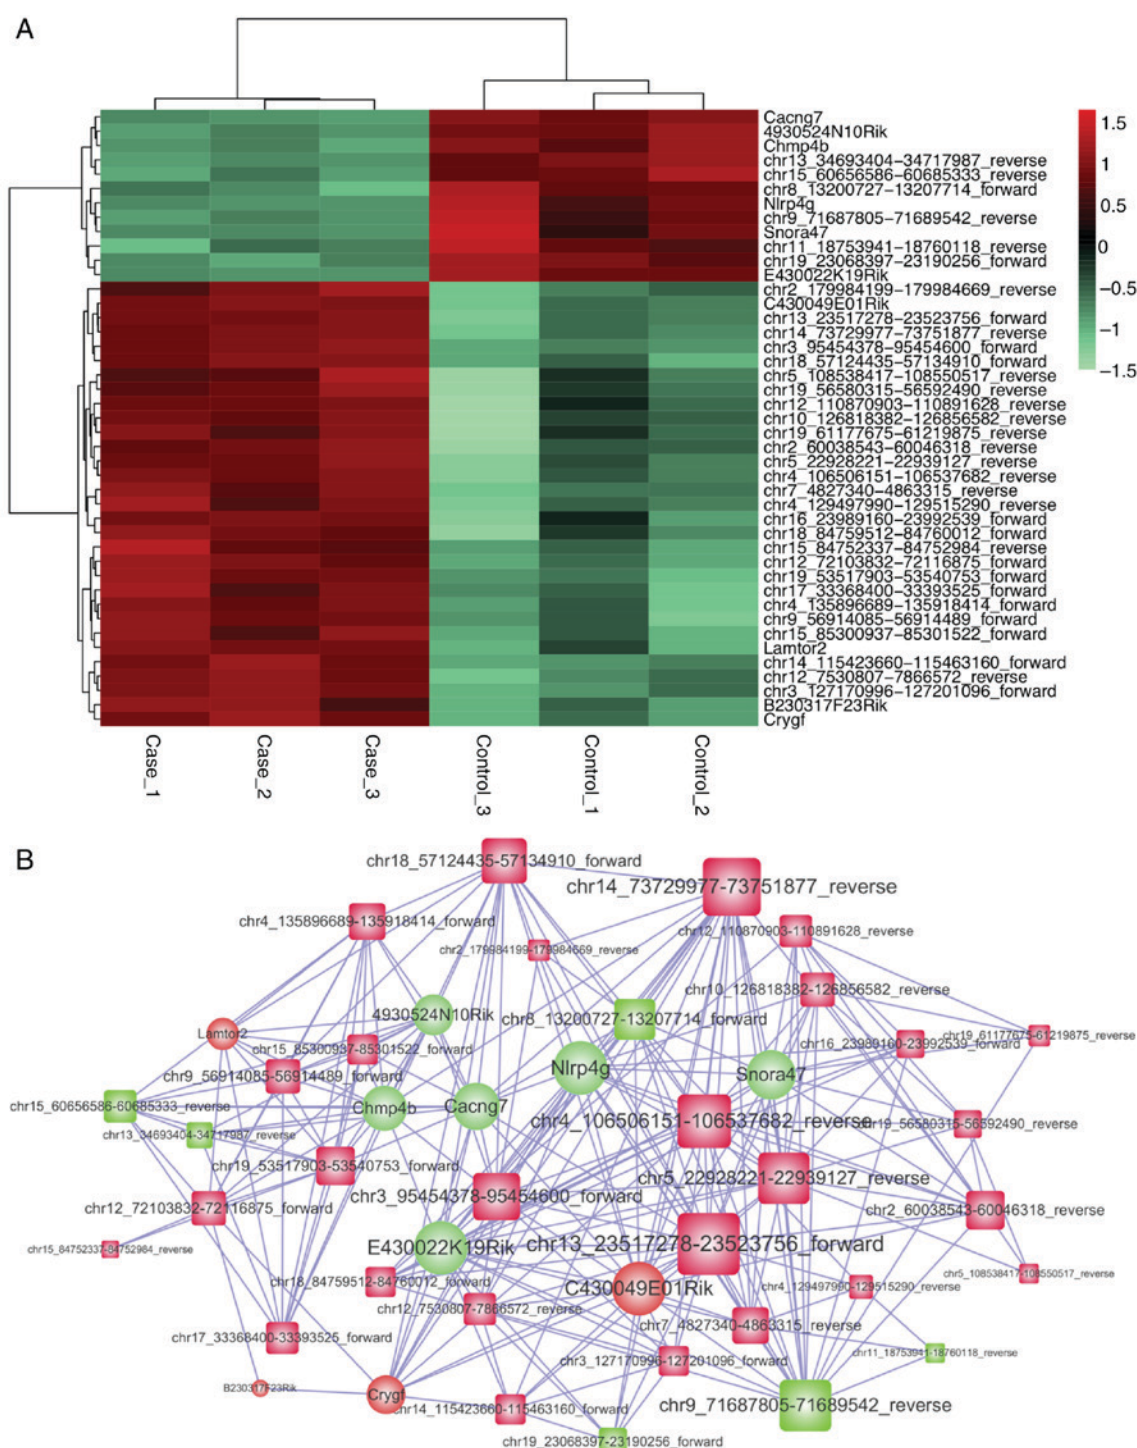 A
Cacng7
4930524N10Rik
Chmp4b
chr13_34693404−34717987_reverse
chr15_60656586−60685333_reverse
chr8_13200727−13207714_forward
Nlrp4g
chr9_71687805−71689542_reverse
Snora47
chr11_18753941−18760118_reverse
chr19_23068397−23190256_forward
E430022K19Rik
chr2_179984199−179984669_reverse
C430049E01Rik
chr13_23517278−23523756_forward
chr14_73729977−73751877_reverse
chr3_95454378−95454600_forward
chr18_57124435−57134910_forward
chr5_108538417−108550517_reverse
chr19_56580315−56592490_reverse
chr12_110870903−110891628_reverse
chr10_126818382−126856582_reverse
chr19_61177675−61219875_reverse
chr2_60038543−60046318_reverse
chr5_22928221−22939127_reverse
chr4_106506151−106537682_reverse
chr7_4827340−4863315_reverse
chr4_129497990−129515290_reverse
chr16_23989160−23992539_forward
chr18_84759512−84760012_forward
chr15_84752337−84752984_reverse
chr12_72103832−72116875_forward
chr19_53517903−53540753_forward
chr17_33368400−33393525_forward
chr4_135896689−135918414_forward
chr9_56914085−56914489_forward
chr15_85300937−85301522_forward
Lamtor2
chr14_115423660−115463160_forward
chr12_7530807−7866572_reverse
chr3_127170996−127201096_forward
B230317F23Rik
Crygf
1.5
1
0.5
0
−0.5
−1
−1.5
Case_1
Case_2
Case_3
Control_3
Control_1
Control_2
B
chr18_57124435-57134910_forward
chr14_73729977-73751877_reverse
chr4_135896689-135918414_forward
chr12_110870903-110891628_reverse
chr2_179984199-179984669_reverse
chr10_126818382-126856582_reverse
4930524N10Rik
chr8_13200727-13207714_forward
Lamtor2
chr19_61177675-61219875_reverse
chr16_23989160-23992539_forward
chr15_85300937-85301522_forward
Nlrp4g
Snora47
chr9_56914085-56914489_forward
chr15_60656586-60685333_reverse
Chmp4b
Cacng7
chr4_106506151-106537682_reverse
chr19_56580315-56592490_reverse
chr13_34693404-34717987_reverse
chr19_53517903-53540753_forward
chr5_22928221-22939127_reverse
chr3_95454378-95454600_forward
chr12_72103832-72116875_forward
chr2_60038543-60046318_reverse
chr15_84752337-84752984_reverse
E430022K19Rik
chr13_23517278-23523756_forward
chr5_108538417-108550517_reverse
chr18_84759512-84760012_forward
C430049E01Rik
chr4_129497990-129515290_reverse
chr12_7530807-7866572_reverse
chr7_4827340-4863315_reverse
chr17_33368400-33393525_forward
chr11_18753941-18760118_reverse
chr3_127170996-127201096_forward
B230317F23Rik
Crygf
chr14_115423660-115463160_forward
chr9_71687805-71689542_reverse
chr19_23068397-23190256_forward